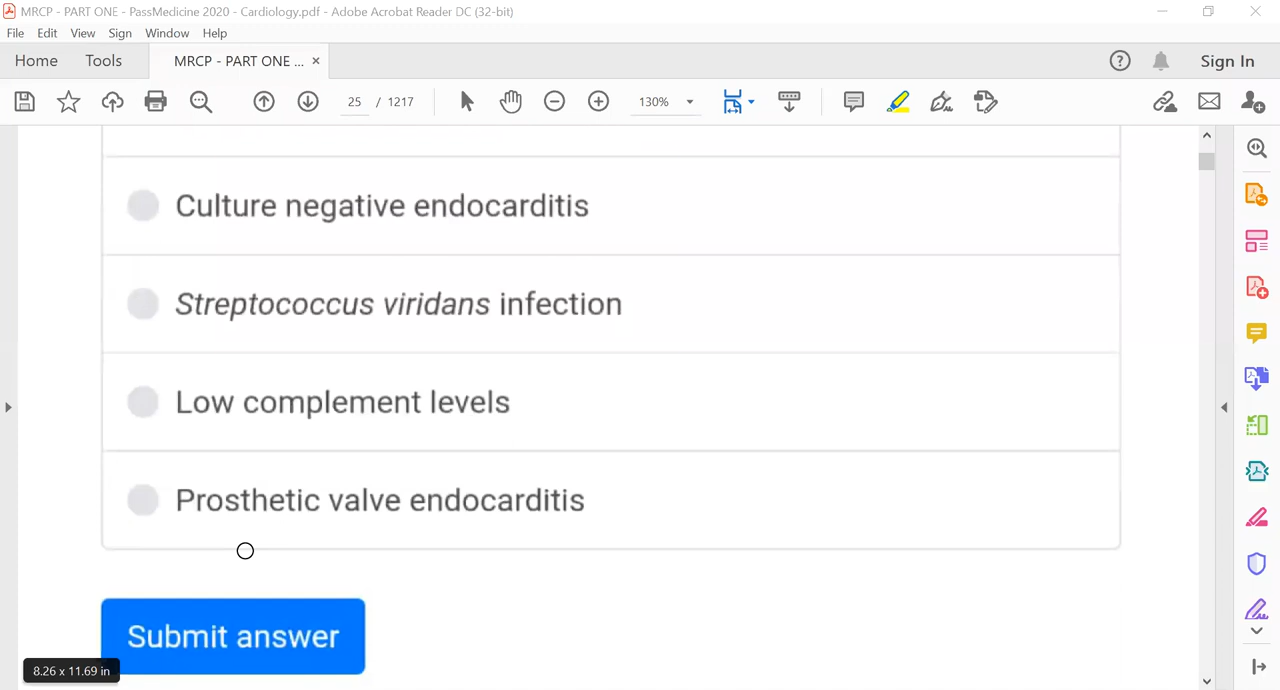 MRCP - PART ONE - PassMedicine 2020 - Cardiology.pdf - Adobe Acrobat Reader DC (32-bit)
File Edit View Sign Window Help
Home Tools MRCP - PART ONE ... × Sign In
25 / 1217 130%
Culture negative endocarditis
Streptococcus viridans infection
Low complement levels
Prosthetic valve endocarditis
Submit answer
8.26 x 11.69 in